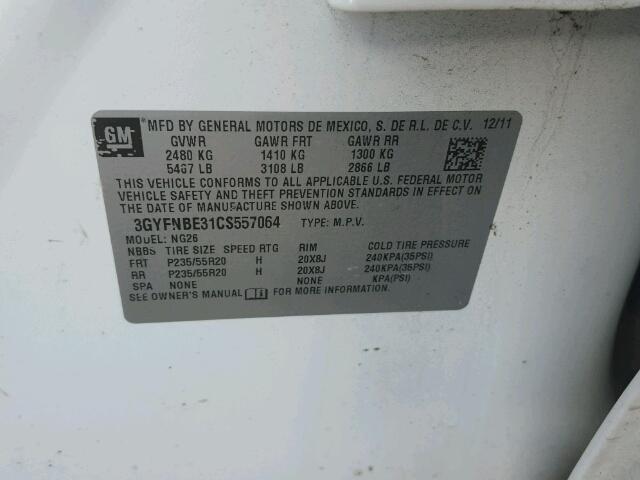 GM
MFD BY GENERAL MOTORS DE MEXICO, S. DE R.L. DE C.V. 12/11
GVWR GAWR FRT GAWR RR
2480 KG 1410 KG 1300 KG
5467 LB 3108 LB 2866 LB
THIS VEHICLE CONFORMS TO ALL APPLICABLE U.S. FEDERAL MOTOR
VEHICLE SAFETY AND THEFT PREVENTION STANDARDS IN EFFECT ON
THE DATE OF MANUFACTURE SHOWN ABOVE.
3GYFNBE31CS557064 TYPE: M.P.V.
MODEL: NG26
NBBS TIRE SIZE SPEED RTG RIM COLD TIRE PRESSURE
FRT P235/55R20 H 20X8J 240KPA(35PSI)
RR P235/55R20 H 20X8J 240KPA(35PSI)
SPA NONE NONE KPA(PSI)
SEE OWNER'S MANUAL FOR MORE INFORMATION.